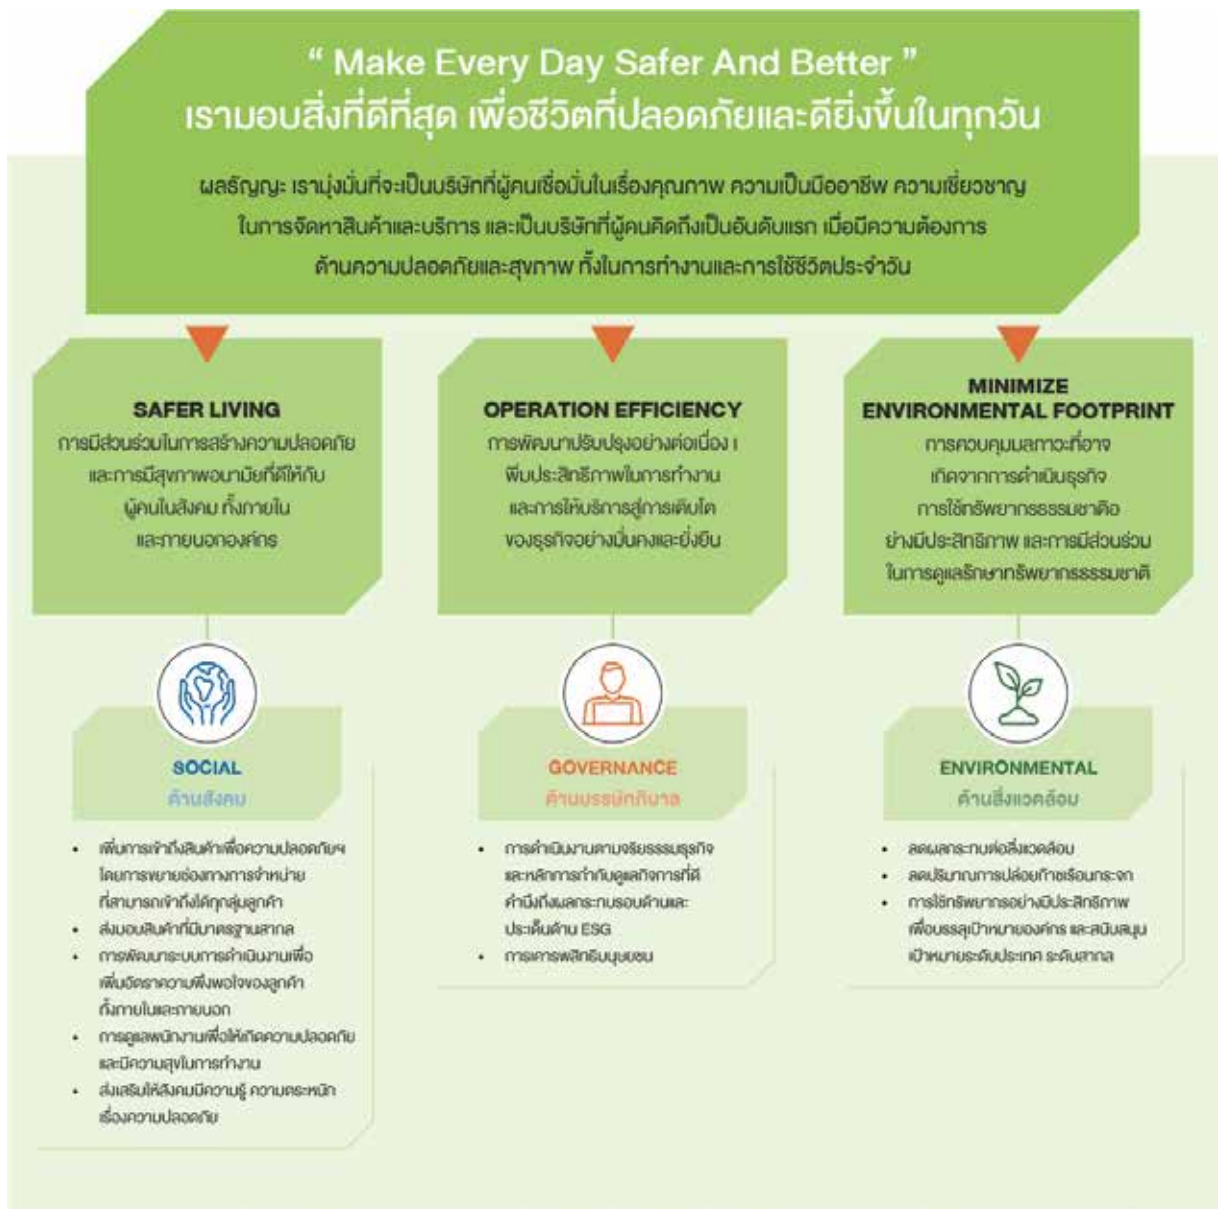 “ Make Every Day Safer And Better ”
เรามอบสิ่งที่ดีที่สุด เพื่อชีวิตที่ปลอดภัยและดียิ่งขึ้นในทุกวัน
ผลธัญญะ เรามุ่งมั่นที่จะเป็นบริษัทที่ผู้คนเชื่อมั่นในเรื่องคุณภาพ ความเป็นมืออาชีพ ความเชี่ยวชาญ
ในการจัดหาสินค้าและบริการ และเป็นบริษัทที่ผู้คนคิดถึงเป็นอันดับแรก เมื่อมีความต้องการ
ด้านความปลอดภัยและสุขภาพ ทั้งในการทำงานและการใช้ชีวิตประจำวัน
SAFER LIVING
การมีส่วนร่วมในการสร้างความปลอดภัย
และการมีสุขภาพอนามัยที่ดีให้กับ
ผู้คนในสังคม ทั้งภายใน
และภายนอกองค์กร
OPERATION EFFICIENCY
การพัฒนาปรับปรุงอย่างต่อเนื่อง เ
พิ่มประสิทธิภาพในการทำงาน
และการให้บริการสู่การเติบโต
ของธุรกิจอย่างมั่นคงและยั่งยืน
MINIMIZE
ENVIRONMENTAL FOOTPRINT
การควบคุมมลภาวะที่อาจ
เกิดจากการดำเนินธุรกิจ
การใช้ทรัพยากรธรรมชาติอ
ย่างมีประสิทธิภาพ และการมีส่วนร่วม
ในการดูแลรักษาทรัพยากรธรรมชาติ
SOCIAL
ด้านสังคม
• เพิ่มการเข้าถึงสินค้าเพื่อความปลอดภัยฯ
โดยการขยายช่องทางการจำหน่าย
ที่สามารถเข้าถึงได้ทุกกลุ่มลูกค้า
• ส่งมอบสินค้าที่มีมาตรฐานสากล
• การพัฒนาระบบการดำเนินงานเพื่อ
เพิ่มอัตราความพึงพอใจของลูกค้า
ทั้งภายในและภายนอก
• การดูแลพนักงานเพื่อให้เกิดความปลอดภัย
และมีความสุขในการทำงาน
• ส่งเสริมให้สังคมมีความรู้ ความตระหนัก
เรื่องความปลอดภัย
GOVERNANCE
ด้านบรรษัทภิบาล
• การดำเนินงานตามจริยธรรมธุรกิจ
และหลักการกำกับดูแลกิจการที่ดี
คำนึงถึงผลกระทบรอบด้านและ
ประเด็นด้าน ESG
• การเคารพสิทธิมนุษยชน
ENVIRONMENTAL
ด้านสิ่งแวดล้อม
• ลดผลกระทบต่อสิ่งแวดล้อม
• ลดปริมาณการปล่อยก๊าซเรือนกระจก
• การใช้ทรัพยากรอย่างมีประสิทธิภาพ
เพื่อบรรลุเป้าหมายองค์กร และสนับสนุน
เป้าหมายระดับประเทศ ระดับสากล